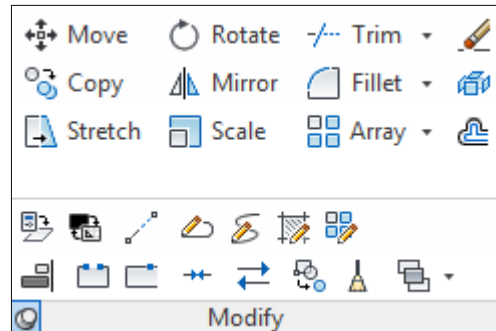 Move Rotate Trim
Copy Mirror Fillet
Stretch Scale Array
Modify